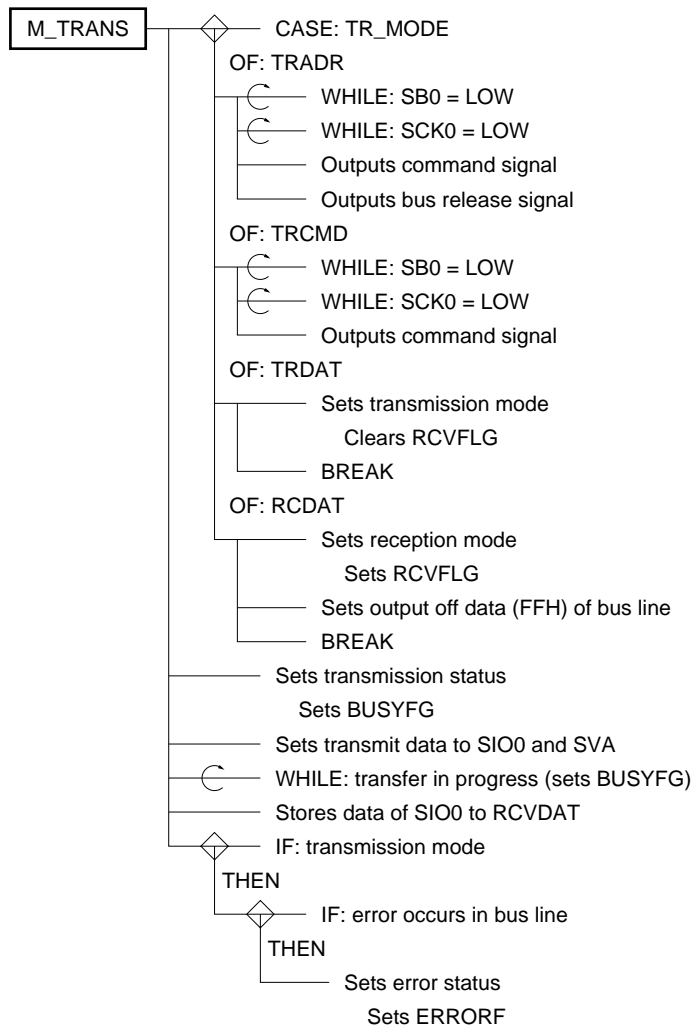 M_TRANS
CASE: TR_MODE
OF: TRADR
WHILE: SB0 = LOW
WHILE: SCK0 = LOW
Outputs command signal
Outputs bus release signal
OF: TRCMD
WHILE: SB0 = LOW
WHILE: SCK0 = LOW
Outputs command signal
OF: TRDAT
Sets transmission mode
Clears RCVFLG
BREAK
OF: RCDAT
Sets reception mode
Sets RCVFLG
Sets output off data (FFH) of bus line
BREAK
Sets transmission status
Sets BUSYFG
Sets transmit data to SIO0 and SVA
WHILE: transfer in progress (sets BUSYFG)
Stores data of SIO0 to RCVDAT
IF: transmission mode
THEN
IF: error occurs in bus line
THEN
Sets error status
Sets ERRORF